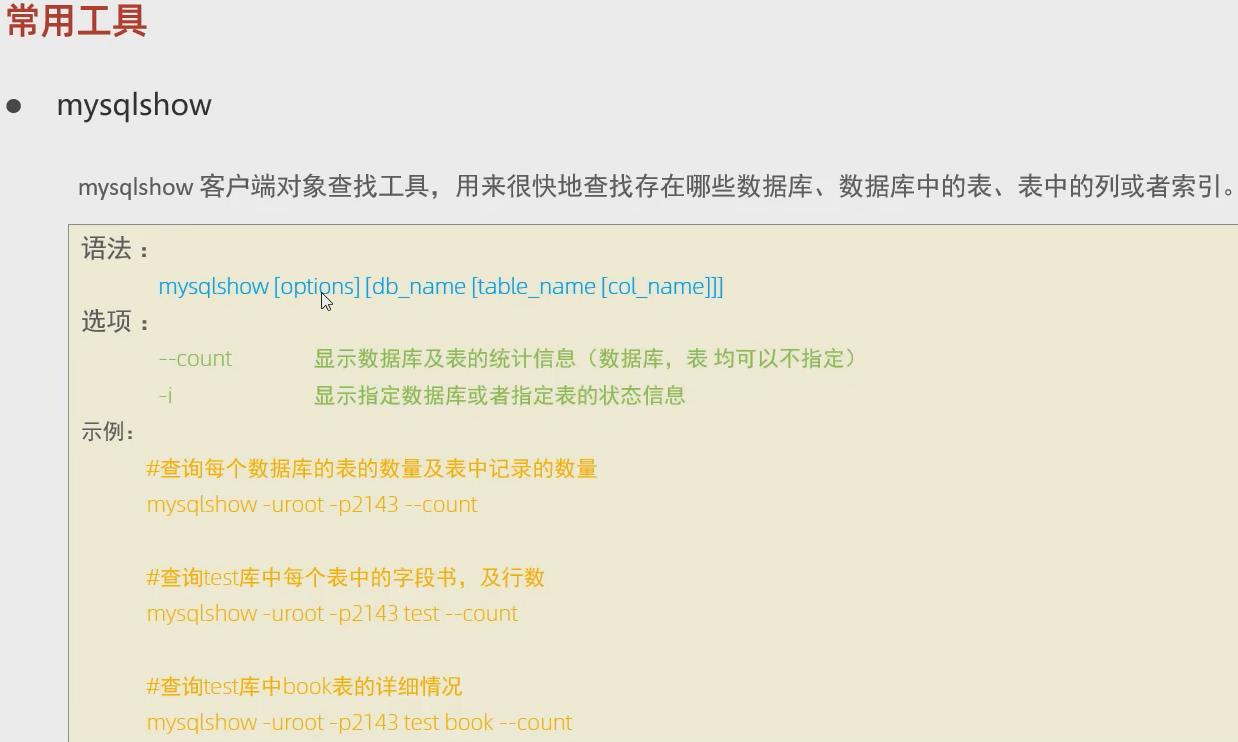 常用工具
● mysqlshow
mysqlshow 客户端对象查找工具，用来很快地查找存在哪些数据库、数据库中的表、表中的列或者索引。
语法：
mysqlshow [options] [db_name [table_name [col_name]]]
选项：
--count 显示数据库及表的统计信息（数据库，表 均可以不指定）
-i 显示指定数据库或者指定表的状态信息
示例：
#查询每个数据库的表的数量及表中记录的数量
mysqlshow -uroot -p2143 --count
#查询test库中每个表中的字段书，及行数
mysqlshow -uroot -p2143 test --count
#查询test库中book表的详细情况
mysqlshow -uroot -p2143 test book --count